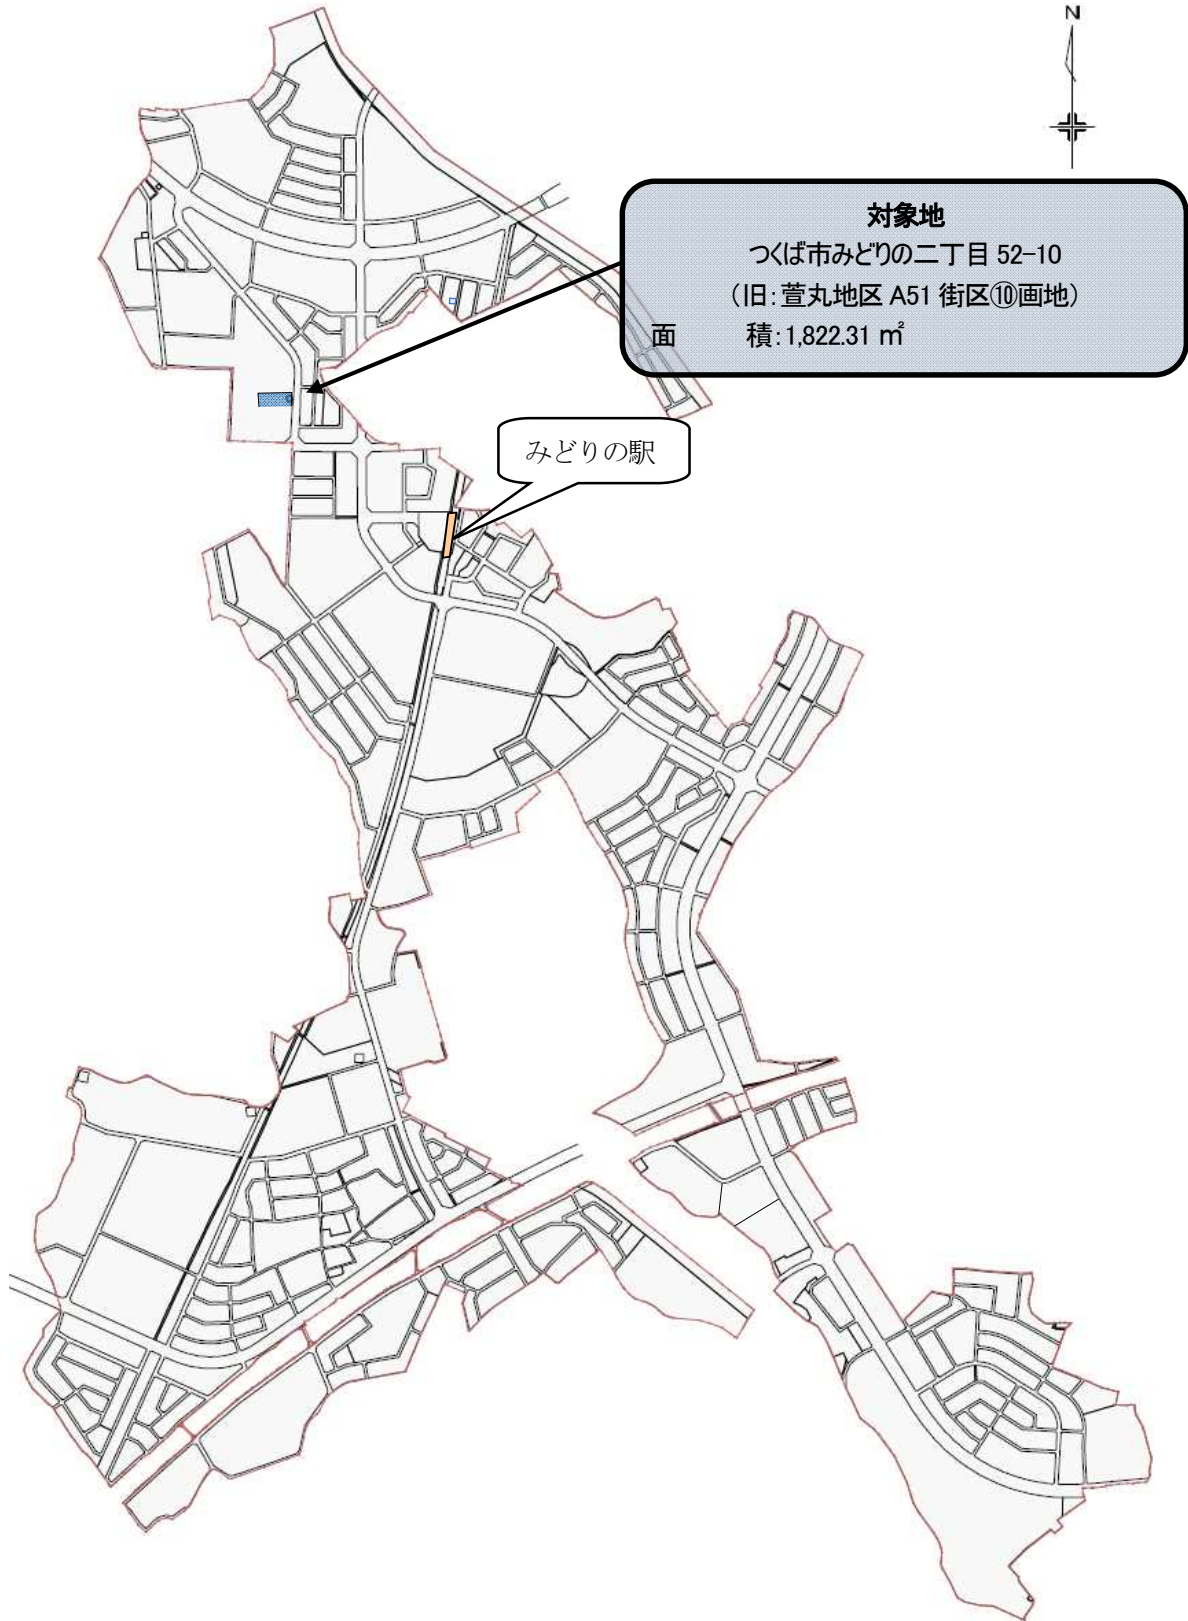 N
対象地
つくば市みどりの二丁目 52-10
（旧：萱丸地区 A51 街区⑩画地）
面　　積：1,822.31 ㎡
みどりの駅